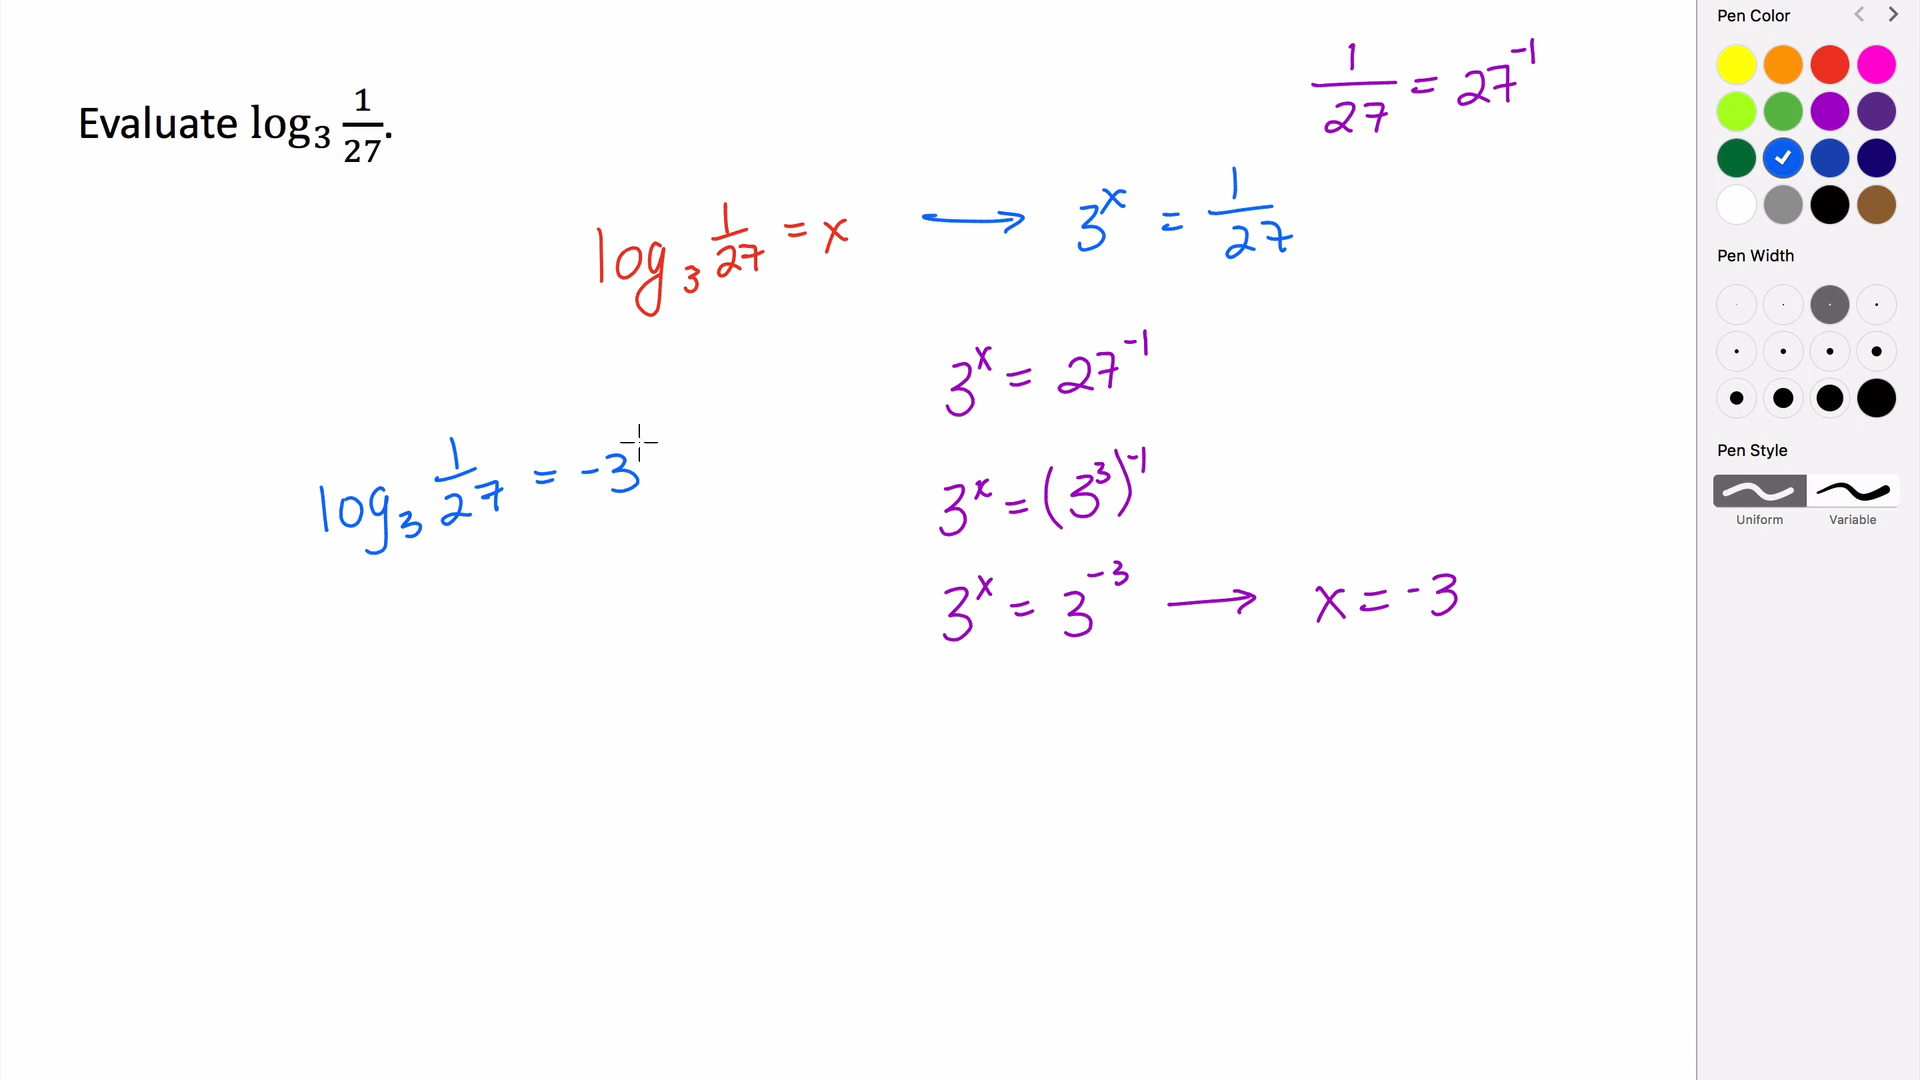 Evaluate log₃ 1/27.
1/27 = 27⁻¹
log₃ 1/27 = x ⟶ 3ˣ = 1/27
3ˣ = 27⁻¹
3ˣ = (3³)⁻¹
3ˣ = 3⁻³ ⟶ x = -3
log₃ 1/27 = -3
Pen Color
Pen Width
Pen Style
Uniform Variable